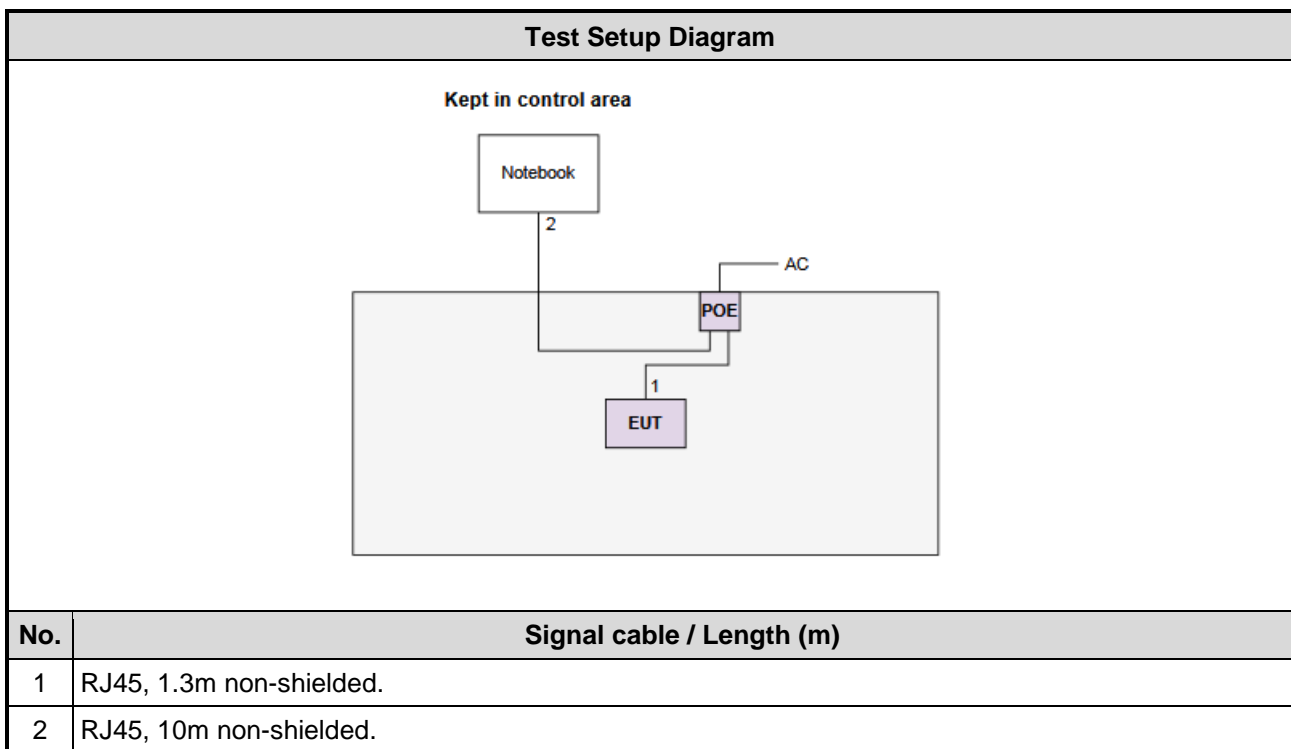 Test Setup Diagram
Kept in control area
Notebook
2
AC
POE
1
EUT
No. Signal cable / Length (m)
1 RJ45, 1.3m non-shielded.
2 RJ45, 10m non-shielded.